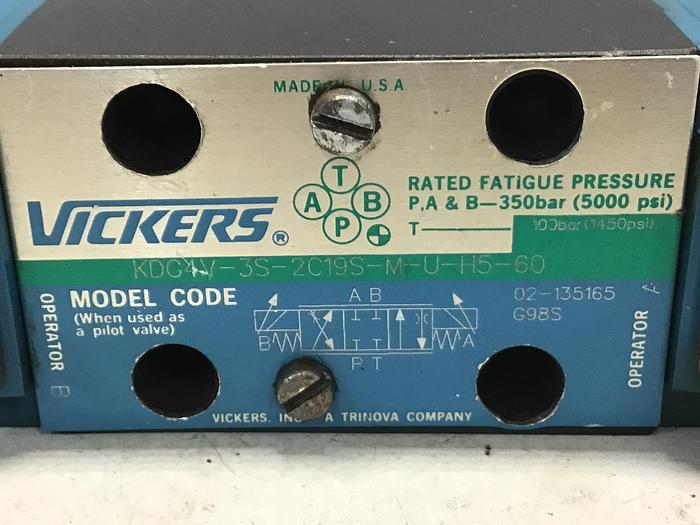 MADE IN U.S.A
T
A B
P
VICKERS®
RATED FATIGUE PRESSURE
P,A & B—350bar (5000 psi)
T 100bar (1450psi)
KDG4V-3S-2C19S-M-U-H5-60
MODEL CODE
(When used as
a pilot valve)
OPERATOR B
A B
B A
P T
02-135165
G98S
OPERATOR A
VICKERS, INC. A TRINOVA COMPANY